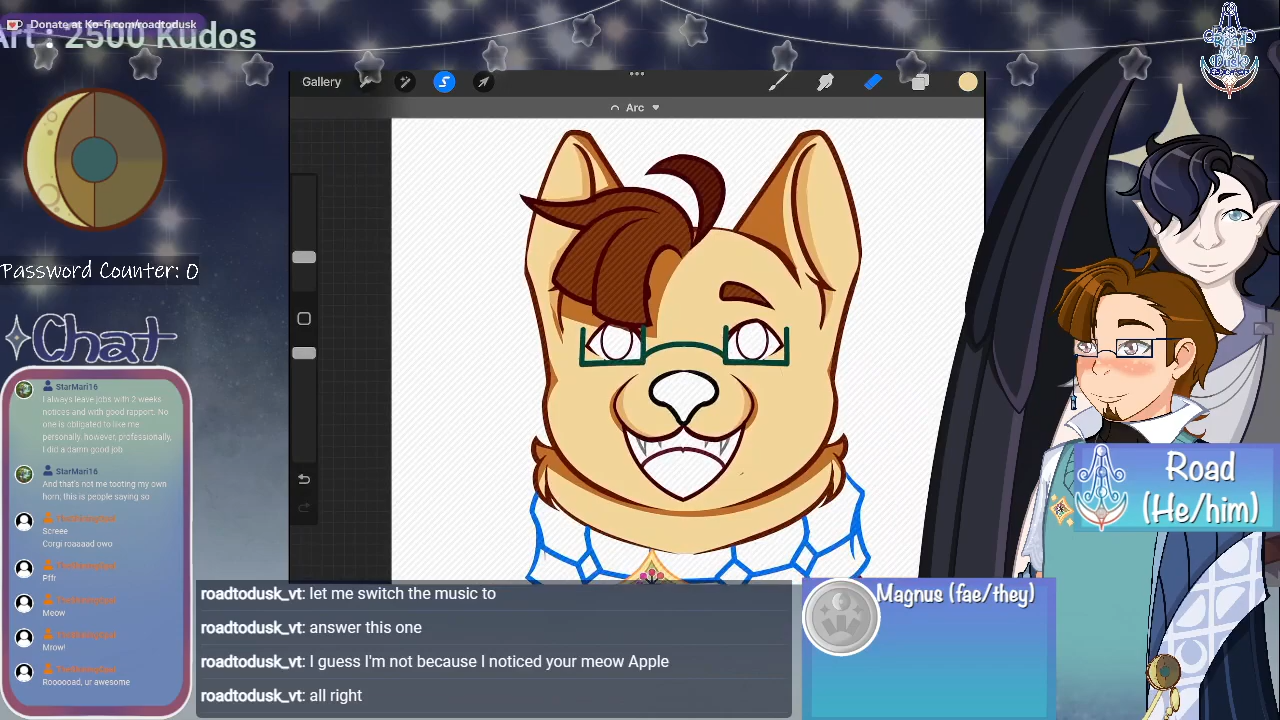 Donate at Ko-fi.com/roadtodusk
Art : 2500 Kudos
Gallery
Arc
Road
to
Dusk
Password Counter: 0
Chat
StarMari16
I always leave jobs with 2 weeks
notices and with good rapport. No
one is obligated to like me
personally, however, professionally,
I did a damn good job
StarMari16
And that's not me tooting my own
horn, this is people saying so
Screee
Corgi roaaaad owo
Pffr
Meow
Mrow!
Roooooad, ur awesome
roadtodusk_vt: let me switch the music to
roadtodusk_vt: answer this one
roadtodusk_vt: I guess I'm not because I noticed your meow Apple
roadtodusk_vt: all right
Road
(He/him)
Magnus (fae/they)